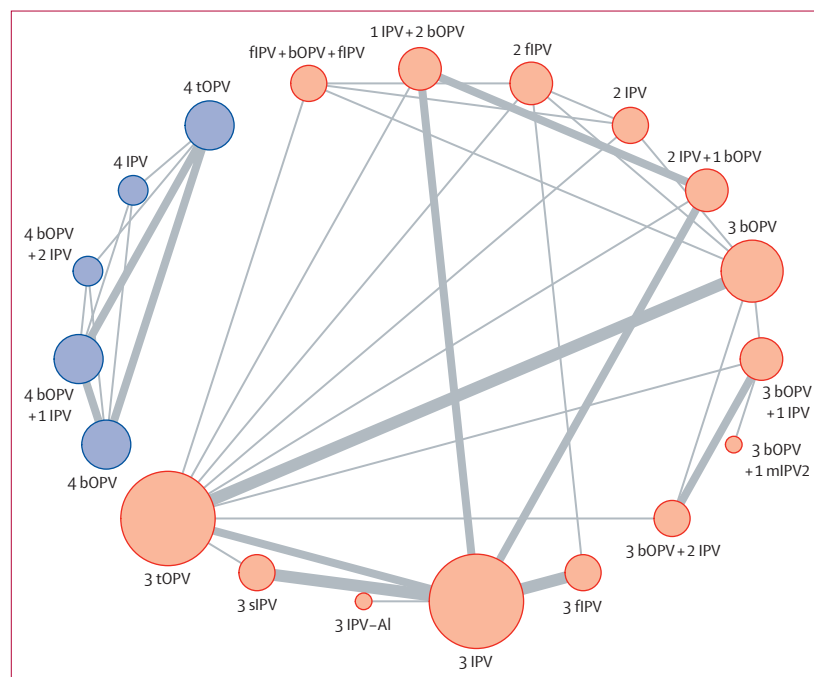 1 IPV + 2 bOPV
fIPV + bOPV + fIPV
2 fIPV
4 tOPV
2 IPV
4 IPV
2 IPV + 1 bOPV
3 bOPV
4 bOPV
+ 2 IPV
4 bOPV
+ 1 IPV
3 bOPV
+ 1 IPV
3 bOPV
+ 1 mIPV2
4 bOPV
3 bOPV + 2 IPV
3 tOPV
3 sIPV
3 fIPV
3 IPV–Al
3 IPV